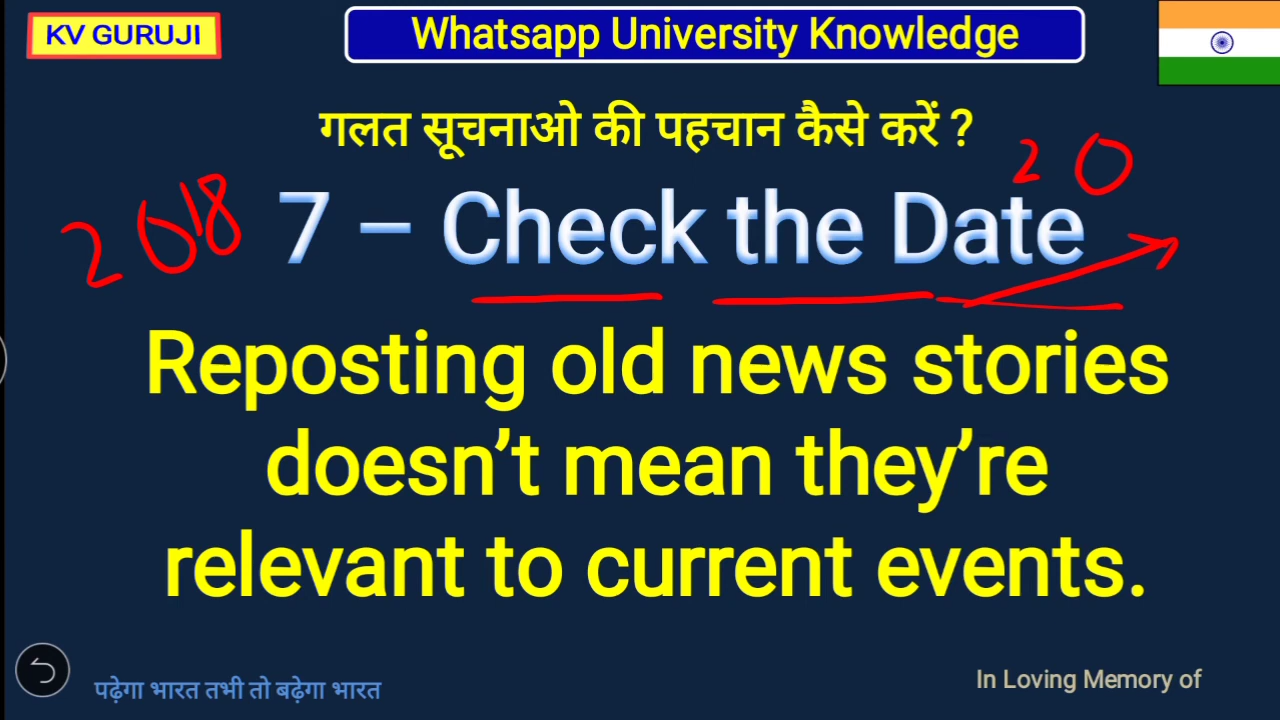 KV GURUJI
Whatsapp University Knowledge
गलत सूचनाओ की पहचान कैसे करें ?
20
2018
7 – Check the Date
Reposting old news stories
doesn’t mean they’re
relevant to current events.
पढ़ेगा भारत तभी तो बढ़ेगा भारत
In Loving Memory of